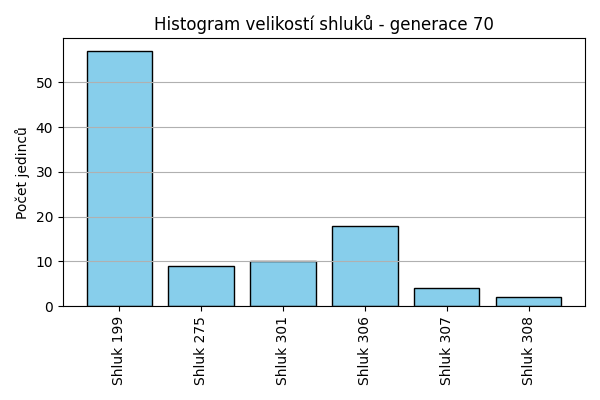 Histogram velikostí shluků - generace 70
Počet jedinců
50
40
30
20
10
0
Shluk 199
Shluk 275
Shluk 301
Shluk 306
Shluk 307
Shluk 308